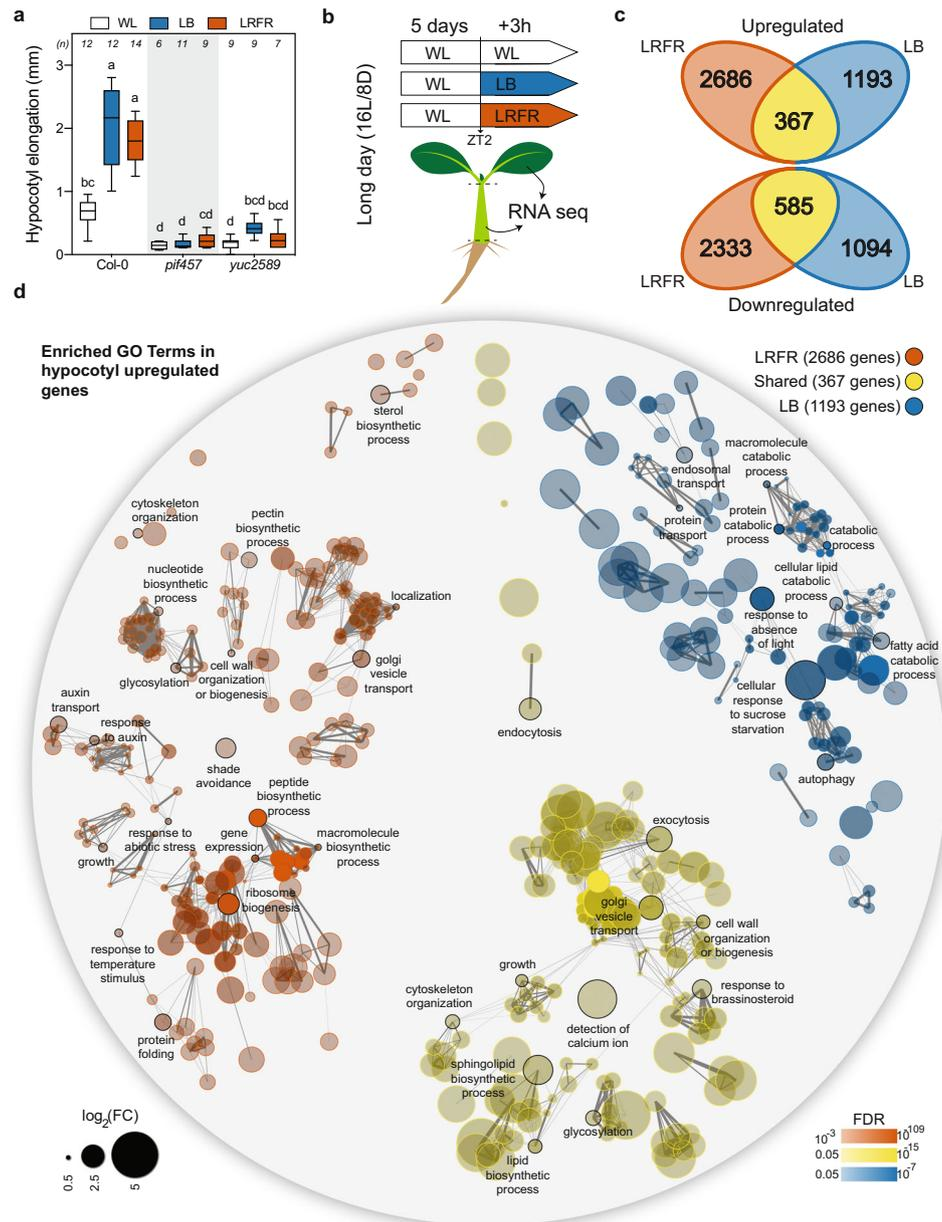 a
WL LB LRFR
(n) 12 12 14 6 11 9 9 9 7
Hypocotyl elongation (mm)
3
2
1
0
bc a a d d cd d bcd bcd
Col-0 pif457 yuc2589
b
5 days +3h
WL WL
WL LB
WL LRFR
ZT2
Long day (16L/8D)
RNA seq
c
Upregulated
LRFR LB
2686 367 1193
585
2333 1094
LRFR LB
Downregulated
d
Enriched GO Terms in
hypocotyl upregulated
genes
LRFR (2686 genes)
Shared (367 genes)
LB (1193 genes)
sterol
biosynthetic
process
cytoskeleton
organization
pectin
biosynthetic
process
nucleotide
biosynthetic
process
localization
glycosylation
cell wall
organization
or biogenesis
golgi
vesicle
transport
auxin
transport
response
to auxin
shade
avoidance
peptide
biosynthetic
process
growth
response to
abiotic stress
gene
expression
macromolecule
biosynthetic
process
ribosome
biogenesis
response to
temperature
stimulus
protein
folding
endocytosis
macromolecule
catabolic
process
endosomal
transport
protein
transport
protein
catabolic
process
catabolic
process
cellular lipid
catabolic
process
response to
absence
of light
fatty acid
catabolic
process
cellular
response
to sucrose
starvation
autophagy
exocytosis
golgi
vesicle
transport
cell wall
organization
or biogenesis
growth
cytoskeleton
organization
response to
brassinosteroid
detection of
calcium ion
sphingolipid
biosynthetic
process
glycosylation
lipid
biosynthetic
process
log2(FC)
0.5 2.5 5
FDR
10-3 10109
0.05 1015
0.05 10-7